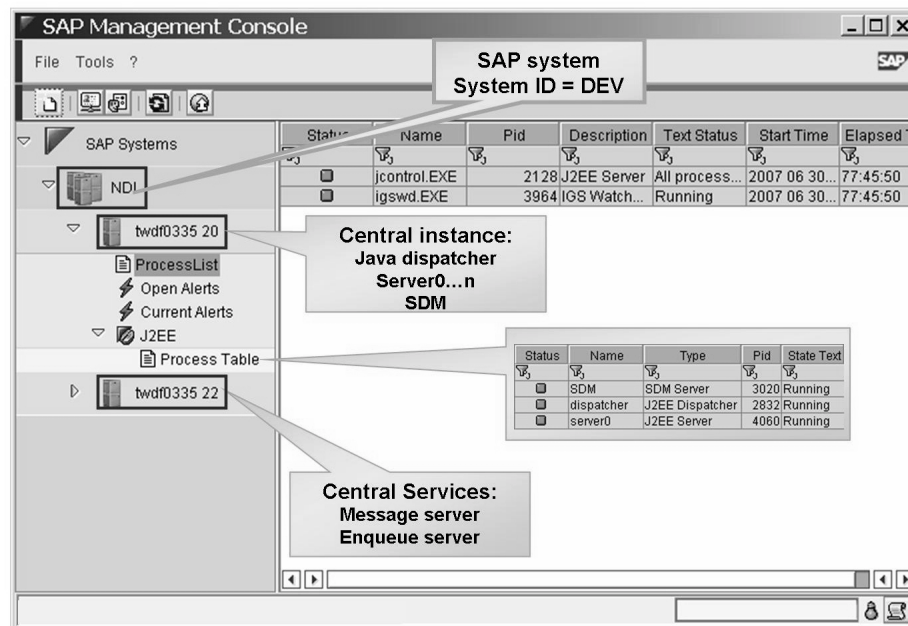 SAP Management Console
SAP system
System ID = DEV
File Tools ?
SAP
SAP Systems
NDI
twdf0335 20
ProcessList
Open Alerts
Current Alerts
J2EE
Process Table
twdf0335 22
Status Name Pid Description Text Status Start Time Elapsed T
jcontrol.EXE 2128 J2EE Server All process... 2007 06 30... 77:45:50
igswd.EXE 3964 IGS Watch... Running 2007 06 30... 77:45:50
Central instance:
Java dispatcher
Server0...n
SDM
Status Name Type Pid State Text
SDM SDM Server 3020 Running
dispatcher J2EE Dispatcher 2832 Running
server0 J2EE Server 4060 Running
Central Services:
Message server
Enqueue server